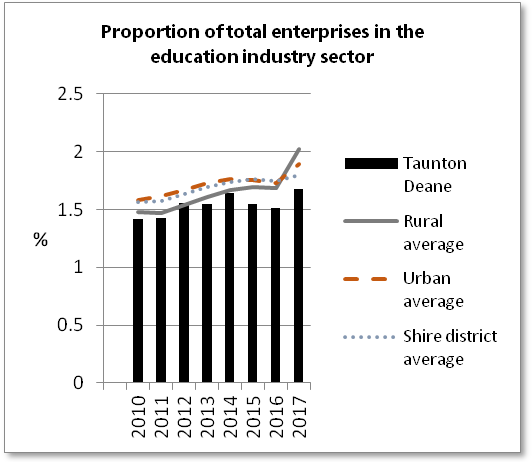 Proportion of total enterprises in the
education industry sector
2.5
2
1.5
1
0.5
0
%
2010
2011
2012
2013
2014
2015
2016
2017
Taunton
Deane
Rural
average
Urban
average
Shire district
average